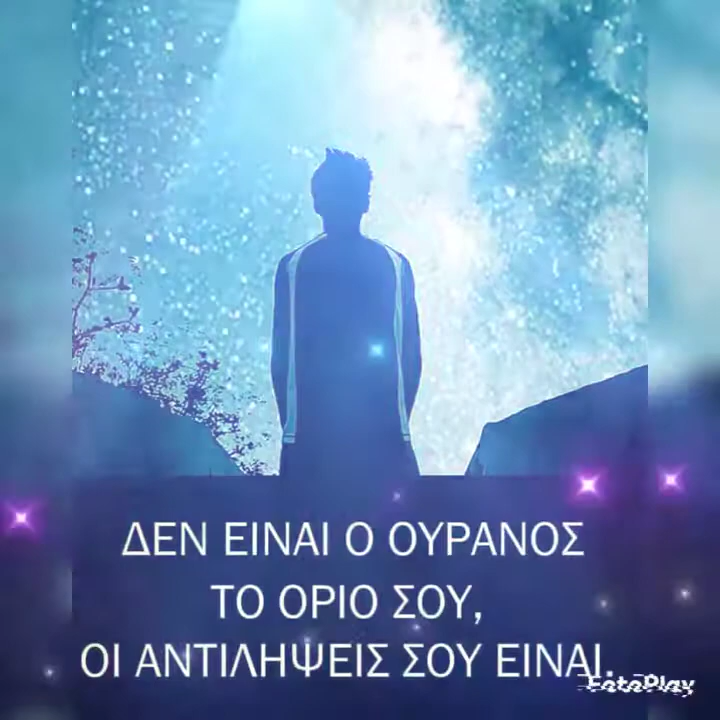 ΔΕΝ ΕΙΝΑΙ Ο ΟΥΡΑΝΟΣ
ΤΟ ΟΡΙΟ ΣΟΥ,
ΟΙ ΑΝΤΙΛΗΨΕΙΣ ΣΟΥ ΕΙΝΑΙ.
FotoPlay